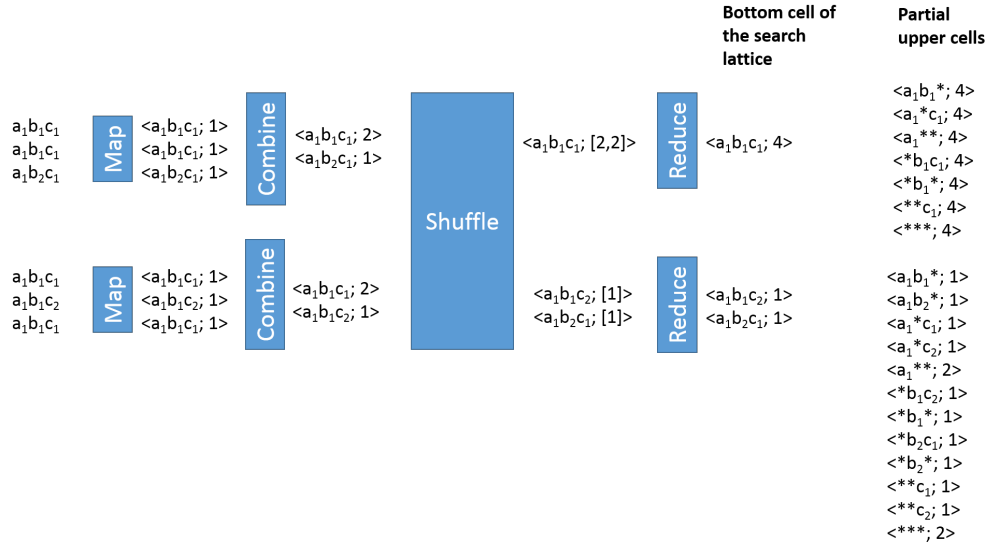 Bottom cell of
the search
lattice
Partial
upper cells
a₁b₁c₁
a₁b₁c₁
a₁b₂c₁
Map
<a₁b₁c₁; 1>
<a₁b₁c₁; 1>
<a₁b₂c₁; 1>
Combine
<a₁b₁c₁; 2>
<a₁b₂c₁; 1>
Shuffle
<a₁b₁c₁; [2,2]>
Reduce
<a₁b₁c₁; 4>
<a₁b₁*; 4>
<a₁*c₁; 4>
<a₁**; 4>
<*b₁c₁; 4>
<*b₁*; 4>
<**c₁; 4>
<***; 4>
a₁b₁c₁
a₁b₁c₂
a₁b₁c₁
Map
<a₁b₁c₁; 1>
<a₁b₁c₂; 1>
<a₁b₁c₁; 1>
Combine
<a₁b₁c₁; 2>
<a₁b₁c₂; 1>
<a₁b₁c₂; [1]>
<a₁b₂c₁; [1]>
Reduce
<a₁b₁c₂; 1>
<a₁b₂c₁; 1>
<a₁b₁*; 1>
<a₁b₂*; 1>
<a₁*c₁; 1>
<a₁*c₂; 1>
<a₁**; 2>
<*b₁c₂; 1>
<*b₁*; 1>
<*b₂c₁; 1>
<*b₂*; 1>
<**c₁; 1>
<**c₂; 1>
<***; 2>